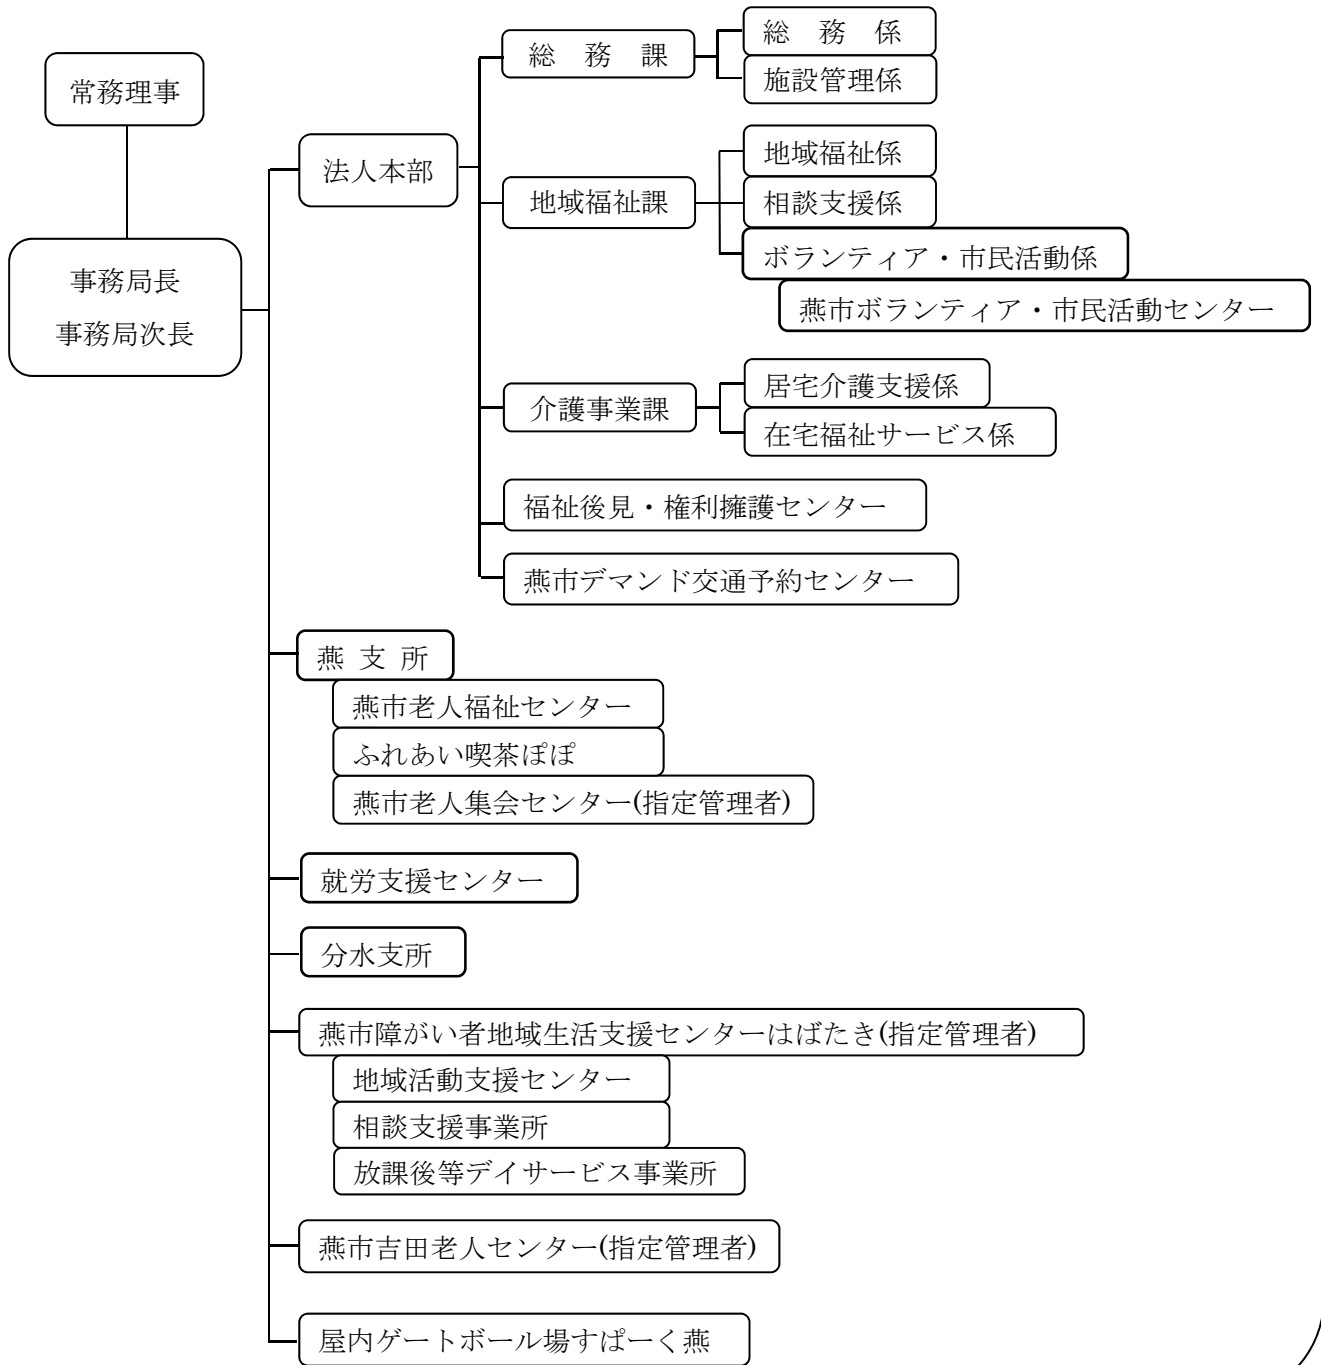 常務理事
事務局長
事務局次長
法人本部
総　務　課
総　務　係
施設管理係
地域福祉課
地域福祉係
相談支援係
ボランティア・市民活動係
燕市ボランティア・市民活動センター
介護事業課
居宅介護支援係
在宅福祉サービス係
福祉後見・権利擁護センター
燕市デマンド交通予約センター
燕 支 所
燕市老人福祉センター
ふれあい喫茶ぽぽ
燕市老人集会センター(指定管理者)
就労支援センター
分水支所
燕市障がい者地域生活支援センターはばたき(指定管理者)
地域活動支援センター
相談支援事業所
放課後等デイサービス事業所
燕市吉田老人センター(指定管理者)
屋内ゲートボール場すぱーく燕